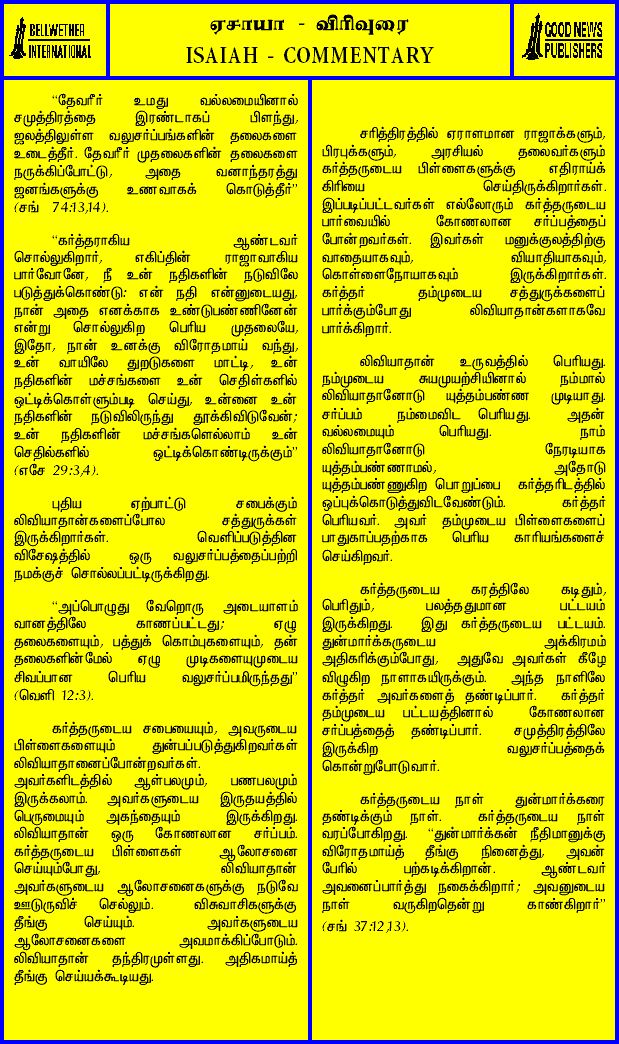 BELLWETHER
INTERNATIONAL
ஏசாயா - விரிவுரை
ISAIAH - COMMENTARY
GOOD NEWS
PUBLISHERS
“தேவரீர் உமது வல்லமையினால்
சமுத்திரத்தை இரண்டாகப் பிளந்து,
ஜலத்திலுள்ள வலுசர்ப்பங்களின் தலைகளை
உடைத்தீர். தேவரீர் முதலைகளின் தலைகளை
நருக்கிப்போட்டு, அதை வனாந்தரத்து
ஜனங்களுக்கு உணவாகக் கொடுத்தீர்”
(சங் 74:13,14).
“கர்த்தராகிய ஆண்டவர்
சொல்லுகிறார், எகிப்தின் ராஜாவாகிய
பார்வோனே, நீ உன் நதிகளின் நடுவிலே
படுத்துக்கொண்டு: என் நதி என்னுடையது,
நான் அதை எனக்காக உண்டுபண்ணினேன்
என்று சொல்லுகிற பெரிய முதலையே,
இதோ, நான் உனக்கு விரோதமாய் வந்து,
உன் வாயிலே துறடுகளை மாட்டி, உன்
நதிகளின் மச்சங்களை உன் செதிள்களில்
ஒட்டிக்கொள்ளும்படி செய்து, உன்னை உன்
நதிகளின் நடுவிலிருந்து தூக்கிவிடுவேன்;
உன் நதிகளின் மச்சங்களெல்லாம் உன்
செதில்களில் ஒட்டிக்கொண்டிருக்கும்”
(எசே 29:3,4).
புதிய ஏற்பாட்டு சபைக்கும்
லிவியாதான்களைப்போல சத்துருக்கள்
இருக்கிறார்கள். வெளிப்படுத்தின
விசேஷத்தில் ஒரு வலுசர்ப்பத்தைப்பற்றி
நமக்குச் சொல்லப்பட்டிருக்கிறது.
“அப்பொழுது வேறொரு அடையாளம்
வானத்திலே காணப்பட்டது; ஏழு
தலைகளையும், பத்துக் கொம்புகளையும், தன்
தலைகளின்மேல் ஏழு முடிகளையுமுடைய
சிவப்பான பெரிய வலுசர்ப்பமிருந்தது”
(வெளி 12:3).
கர்த்தருடைய சபையையும், அவருடைய
பிள்ளைகளையும் துன்பப்படுத்துகிறவர்கள்
லிவியாதானைப்போன்றவர்கள்.
அவர்களிடத்தில் ஆள்பலமும், பணபலமும்
இருக்கலாம். அவர்களுடைய இருதயத்தில்
பெருமையும் அகந்தையும் இருக்கிறது.
லிவியாதான் ஒரு கோணலான சர்ப்பம்.
கர்த்தருடைய பிள்ளைகள் ஆலோசனை
செய்யும்போது, லிவியாதான்
அவர்களுடைய ஆலோசனைகளுக்கு நடுவே
ஊடுருவிச் செல்லும். விசுவாசிகளுக்கு
தீங்கு செய்யும். அவர்களுடைய
ஆலோசனைகளை அவமாக்கிப்போடும்.
லிவியாதான் தந்திரமுள்ளது. அதிகமாய்த்
தீங்கு செய்யக்கூடியது.
சரித்திரத்தில் ஏராளமான ராஜாக்களும்,
பிரபுக்களும், அரசியல் தலைவர்களும்
கர்த்தருடைய பிள்ளைகளுக்கு எதிராய்க்
கிரியை செய்திருக்கிறார்கள்.
இப்படிப்பட்டவர்கள் எல்லோரும் கர்த்தருடைய
பார்வையில் கோணலான சர்ப்பத்தைப்
போன்றவர்கள். இவர்கள் மனுக்குலத்திற்கு
வாதையாகவும், வியாதியாகவும்,
கொள்ளைநோயாகவும் இருக்கிறார்கள்.
கர்த்தர் தம்முடைய சத்துருக்களைப்
பார்க்கும்போது லிவியாதான்களாகவே
பார்க்கிறார்.
லிவியாதான் உருவத்தில் பெரியது.
நம்முடைய சுயமுயற்சியினால் நம்மால்
லிவியாதானோடு யுத்தம்பண்ண முடியாது.
சர்ப்பம் நம்மைவிட பெரியது. அதன்
வல்லமையும் பெரியது. நாம்
லிவியாதானோடு நேரடியாக
யுத்தம்பண்ணாமல், அதோடு
யுத்தம்பண்ணுகிற பொறுப்பை கர்த்தரிடத்தில்
ஒப்புக்கொடுத்துவிடவேண்டும். கர்த்தர்
பெரியவர். அவர் தம்முடைய பிள்ளைகளைப்
பாதுகாப்பதற்காக பெரிய காரியங்களைச்
செய்கிறவர்.
கர்த்தருடைய கரத்திலே கடிதும்,
பெரிதும், பலத்ததுமான பட்டயம்
இருக்கிறது. இது கர்த்தருடைய பட்டயம்.
துன்மார்க்கருடைய அக்கிரமம்
அதிகரிக்கும்போது, அதுவே அவர்கள் கீழே
விழுகிற நாளாகயிருக்கும். அந்த நாளிலே
கர்த்தர் அவர்களைத் தண்டிப்பார். கர்த்தர்
தம்முடைய பட்டயத்தினால் கோணலான
சர்ப்பத்தைத் தண்டிப்பார். சமுத்திரத்திலே
இருக்கிற வலுசர்ப்பத்தைக்
கொன்றுபோடுவார்.
கர்த்தருடைய நாள் துன்மார்க்கரை
தண்டிக்கும் நாள். கர்த்தருடைய நாள்
வரப்போகிறது. “துன்மார்க்கன் நீதிமானுக்கு
விரோதமாய்த் தீங்கு நினைத்து, அவன்
பேரில் பற்கடிக்கிறான். ஆண்டவர்
அவனைப்பார்த்து நகைக்கிறார்; அவனுடைய
நாள் வருகிறதென்று காண்கிறார்”
(சங் 37:12,13).